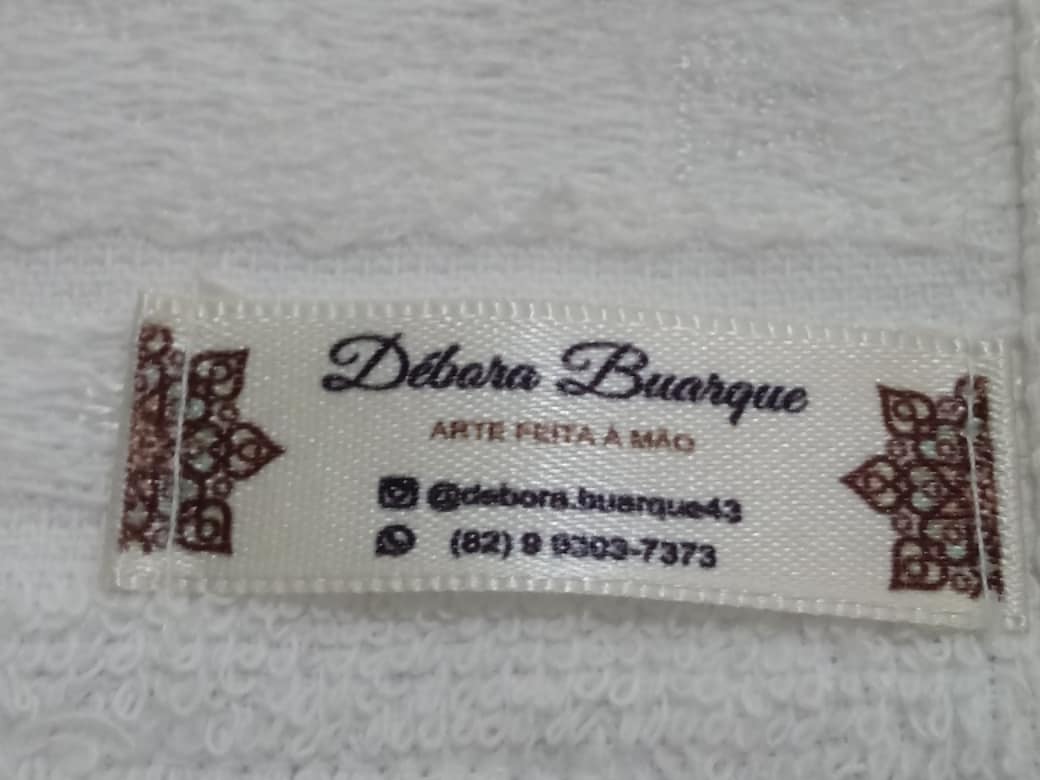 Débora Buarque
ARTE FEITA À MÃO
@debora.buarque43
(82) 9 9303-7373